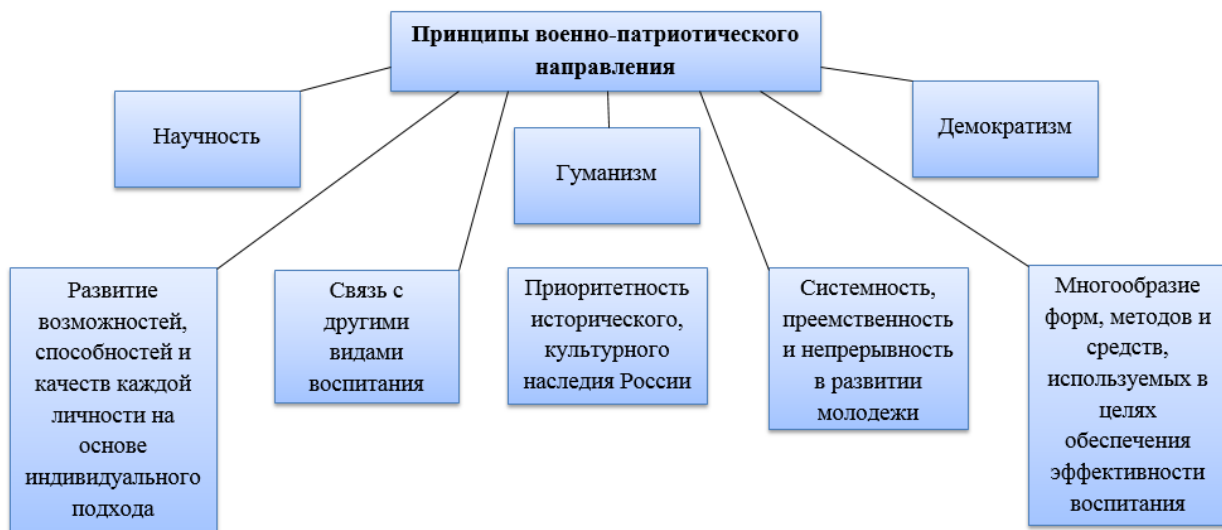 Принципы военно-патриотического
направления
Научность
Гуманизм
Демократизм
Развитие
возможностей,
способностей и
качеств каждой
личности на
основе
индивидуального
подхода
Связь с
другими
видами
воспитания
Приоритетность
исторического,
культурного
наследия России
Системность,
преемственность
и непрерывность
в развитии
молодежи
Многообразие
форм, методов и
средств,
используемых в
целях
обеспечения
эффективности
воспитания